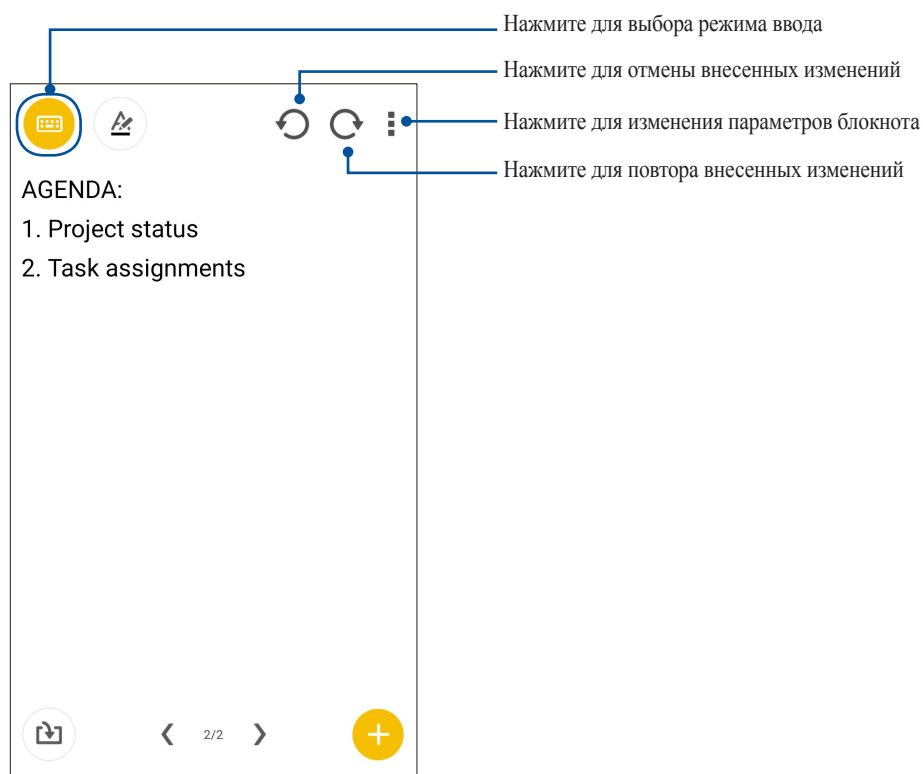 Нажмите для выбора режима ввода
Нажмите для отмены внесенных изменений
Нажмите для изменения параметров блокнота
Нажмите для повтора внесенных изменений
AGENDA:
1. Project status
2. Task assignments
2/2